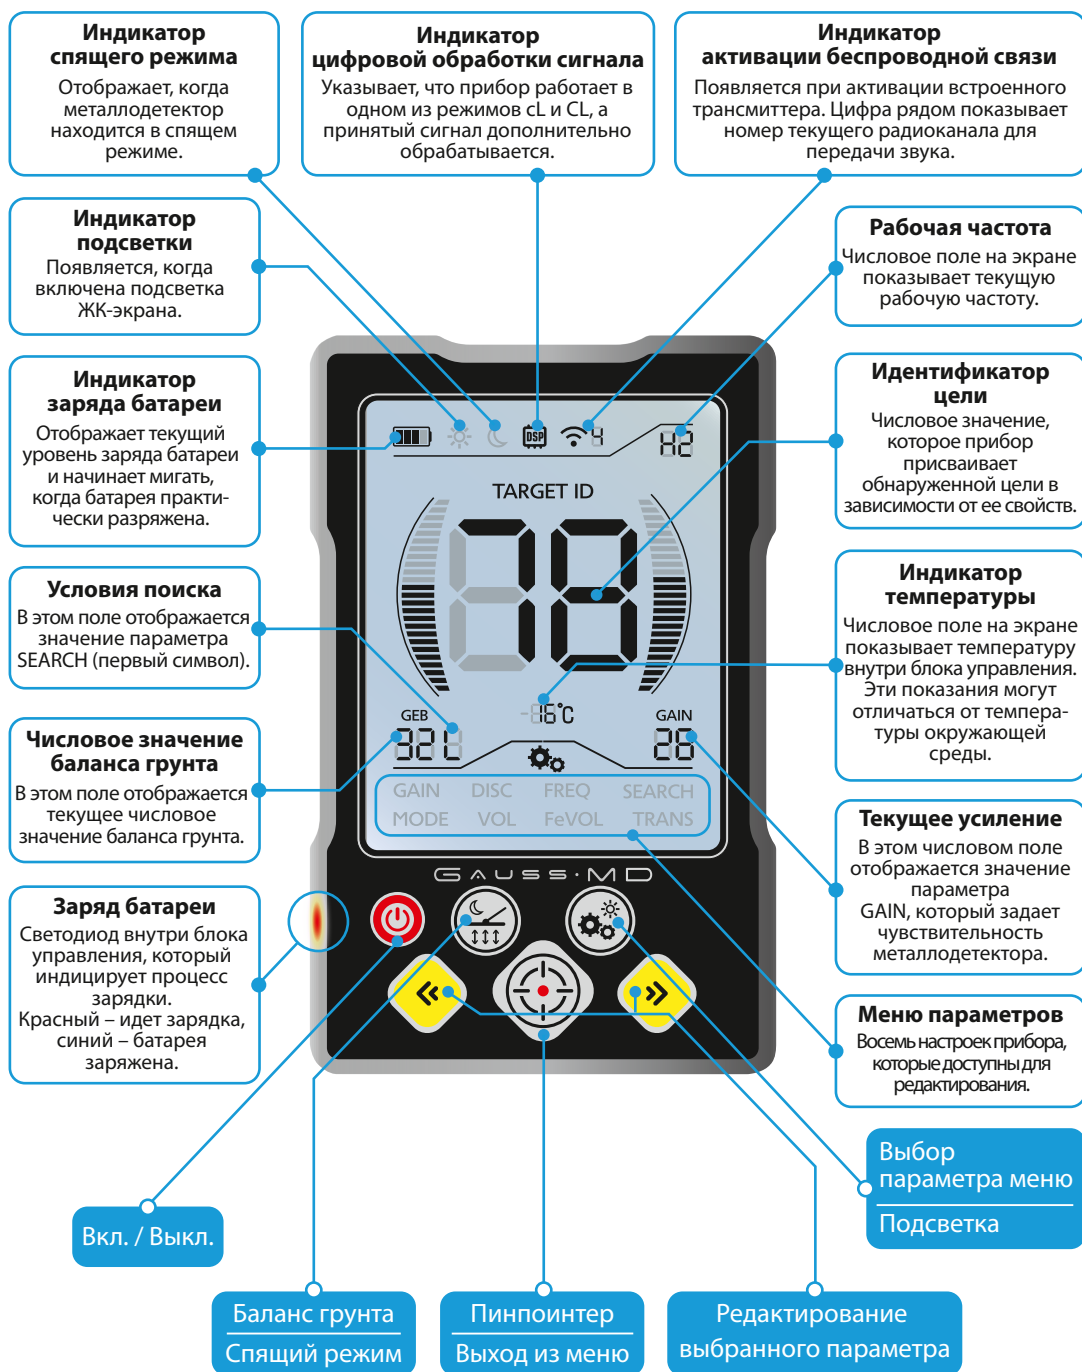 Индикатор
спящего режима
Отображает, когда
металлодетектор
находится в спящем
режиме.
Индикатор
цифровой обработки сигнала
Указывает, что прибор работает в
одном из режимов cL и CL, а
принятый сигнал дополнительно
обрабатывается.
Индикатор
активации беспроводной связи
Появляется при активации встроенного
трансмиттера. Цифра рядом показывает
номер текущего радиоканала для
передачи звука.
Индикатор
подсветки
Появляется, когда
включена подсветка
ЖК-экрана.
Рабочая частота
Числовое поле на экране
показывает текущую
рабочую частоту.
Индикатор
заряда батареи
Отображает текущий
уровень заряда батареи
и начинает мигать,
когда батарея практи-
чески разряжена.
Идентификатор
цели
Числовое значение,
которое прибор
присваивает
обнаруженной цели в
зависимости от ее свойств.
Условия поиска
В этом поле отображается
значение параметра
SEARCH (первый символ).
Индикатор
температуры
Числовое поле на экране
показывает температуру
внутри блока управления.
Эти показания могут
отличаться от темпера-
туры окружающей
среды.
Числовое значение
баланса грунта
В этом поле отображается
текущее числовое
значение баланса грунта.
Текущее усиление
В этом числовом поле
отображается значение
параметра
GAIN, который задает
чувствительность
металлодетектора.
Заряд батареи
Светодиод внутри блока
управления, который
индицирует процесс
зарядки.
Красный – идет зарядка,
синий – батарея
заряжена.
Меню параметров
Восемь настроек прибора,
которые доступны для
редактирования.
DSP 4 H2
TARGET ID
78
-16°C
GEB GAIN
32L 26
GAIN DISC FREQ SEARCH
MODE VOL FeVOL TRANS
GAUSS·MD
Выбор
параметра меню
Подсветка
Вкл. / Выкл.
Баланс грунта
Спящий режим
Пинпоинтер
Выход из меню
Редактирование
выбранного параметра